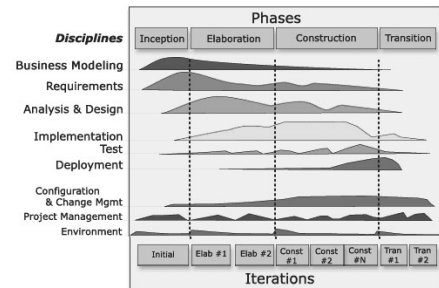 Phases
Disciplines Inception Elaboration Construction Transition
Business Modeling
Requirements
Analysis & Design
Implementation
Test
Deployment
Configuration
& Change Mgmt
Project Management
Environment
Initial Elab #1 Elab #2 Const #1 Const #2 Const #N Tran #1 Tran #2
Iterations